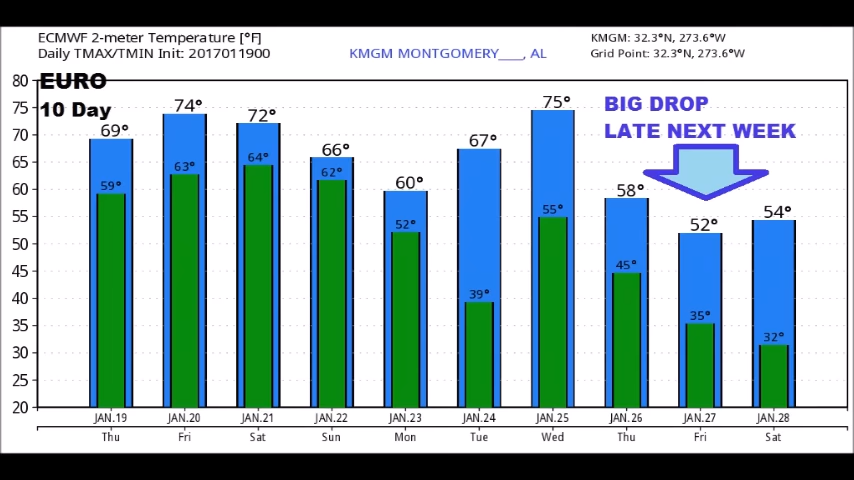 ECMWF 2-meter Temperature [°F]
Daily TMAX/TMIN Init: 2017011900
KMGM MONTGOMERY___, AL
KMGM: 32.3°N, 273.6°W
Grid Point: 32.3°N, 273.6°W
EURO
10 Day
BIG DROP
LATE NEXT WEEK
80
75
70
65
60
55
50
45
40
35
30
25
20
69° 74° 72° 66° 60° 67° 75° 58° 52° 54°
59° 63° 64° 62° 52° 39° 55° 45° 35° 32°
JAN.19 JAN.20 JAN.21 JAN.22 JAN.23 JAN.24 JAN.25 JAN.26 JAN.27 JAN.28
Thu Fri Sat Sun Mon Tue Wed Thu Fri Sat